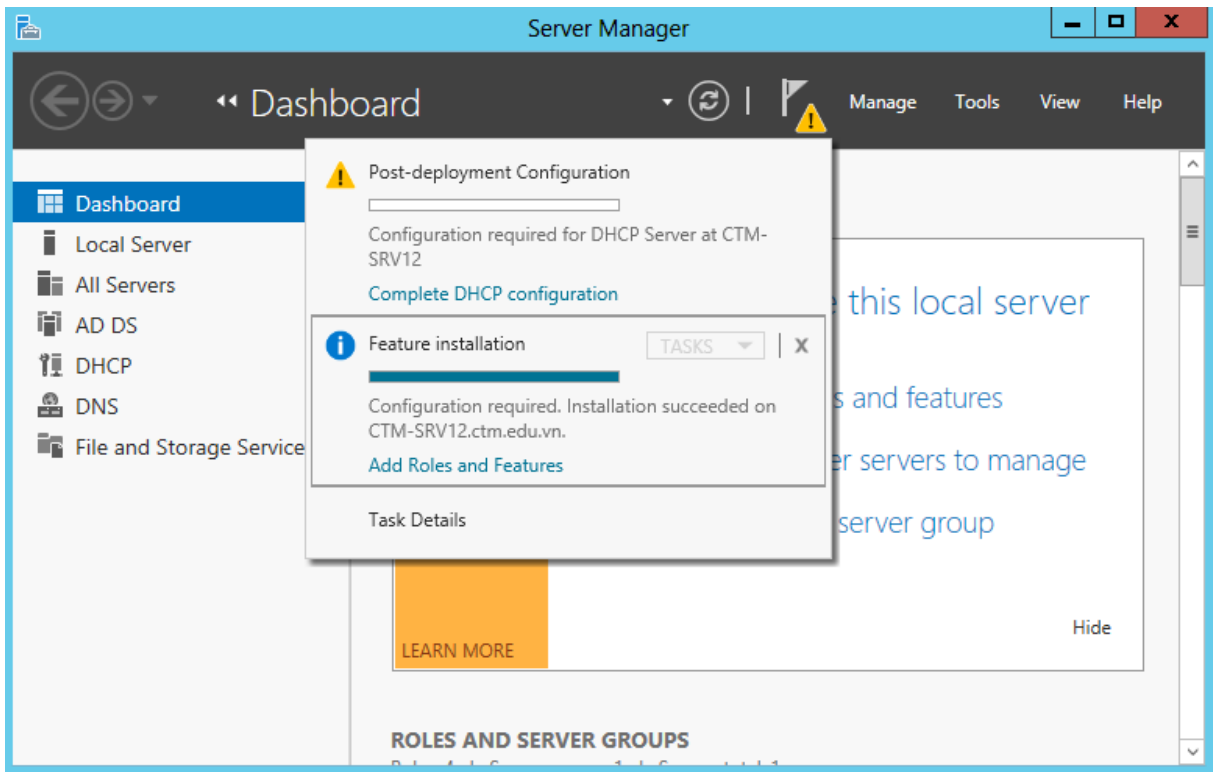 Server Manager
Dashboard
Manage Tools View Help
Dashboard
Local Server
All Servers
AD DS
DHCP
DNS
File and Storage Service
Post-deployment Configuration
Configuration required for DHCP Server at CTM-
SRV12
Complete DHCP configuration
Feature installation
TASKS
X
Configuration required. Installation succeeded on
CTM-SRV12.ctm.edu.vn.
Add Roles and Features
Task Details
this local server
and features
servers to manage
server group
Hide
LEARN MORE
ROLES AND SERVER GROUPS